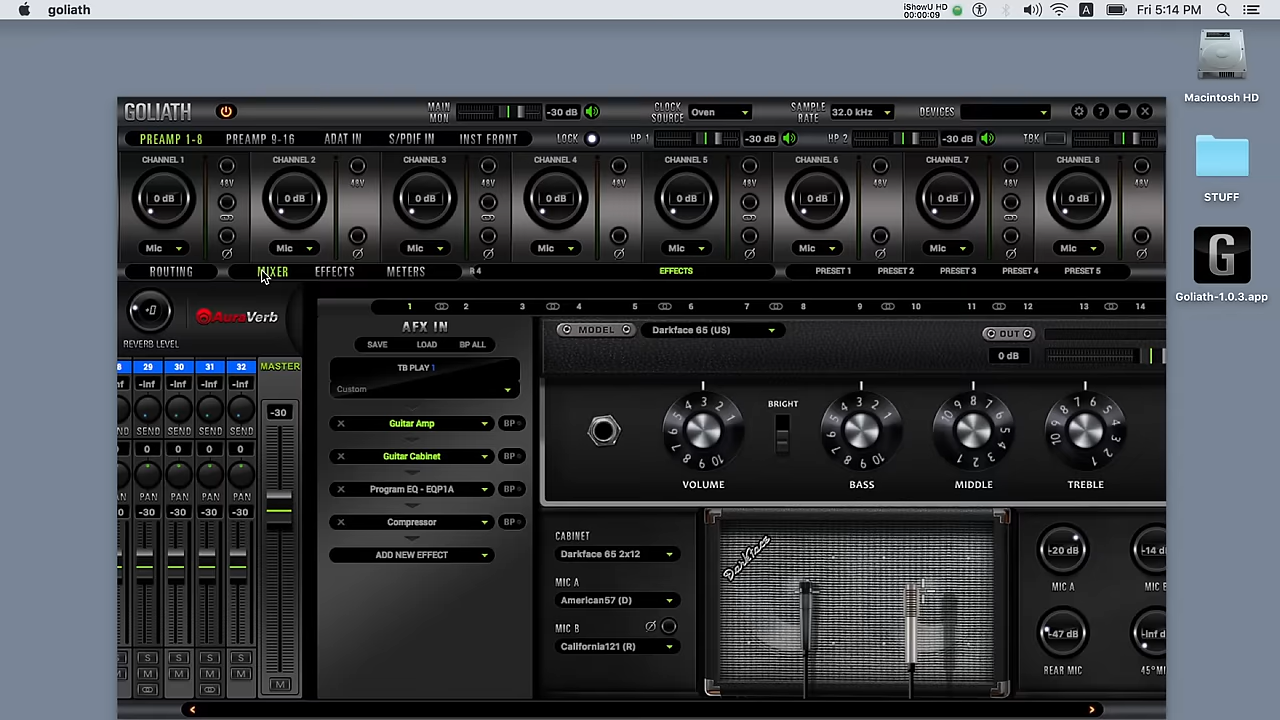 goliath
iShowU HD
00:00:09
A
Fri 5:14 PM
Macintosh HD
STUFF
G
Goliath-1.0.3.app
GOLIATH
MAIN MON
-30 dB
CLOCK SOURCE
Oven
SAMPLE RATE
32.0 kHz
DEVICES
?
PREAMP 1-8 PREAMP 9-16 ADAT IN S/PDIF IN INST FRONT
LOCK
HP 1
-30 dB
HP 2
-30 dB
TBK
CHANNEL 1 CHANNEL 2 CHANNEL 3 CHANNEL 4 CHANNEL 5 CHANNEL 6 CHANNEL 7 CHANNEL 8
48V 48V 48V 48V 48V 48V 48V 48V
0 dB 0 dB 0 dB 0 dB 0 dB 0 dB 0 dB 0 dB
Mic Mic Mic Mic Mic Mic Mic Mic
ROUTING MIXER EFFECTS METERS R 4 EFFECTS PRESET 1 PRESET 2 PRESET 3 PRESET 4 PRESET 5
+0
AuraVerb
REVERB LEVEL
8 29 30 31 32 MASTER
nf -inf -inf -inf -inf
-30
ND SEND SEND SEND SEND
0 0 0 0
AN PAN PAN PAN PAN
30 -30 -30 -30 -30
S S S S
M M M M M
1 2 3 4 5 6 7 8 9 10 11 12 13 14
AFX IN
SAVE LOAD BP ALL
TB PLAY 1
Custom
Guitar Amp BP
Guitar Cabinet BP
Program EQ - EQP1A BP
Compressor BP
ADD NEW EFFECT
MODEL
Darkface 65 (US)
OUT
0 dB
VOLUME
BRIGHT
BASS
MIDDLE
TREBLE
CABINET
Darkface 65 2x12
MIC A
American57 (D)
MIC B
California121 (R)
Darkface
-20 dB
MIC A
-14 d
MIC B
-47 dB
REAR MIC
-Inf d
45°MI